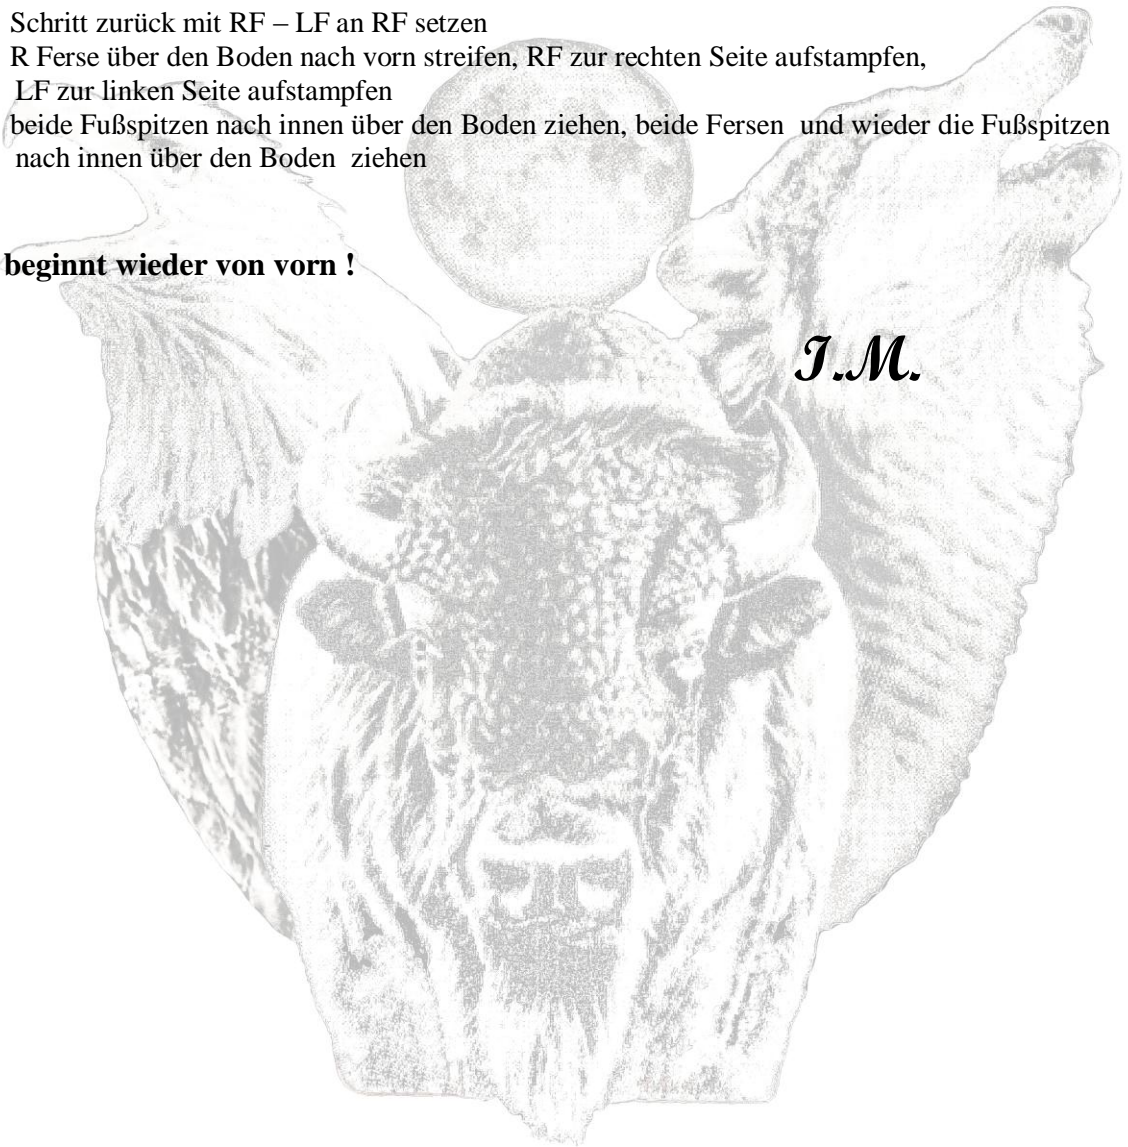 Schritt zurück mit RF – LF an RF setzen
R Ferse über den Boden nach vorn streifen, RF zur rechten Seite aufstampfen,
LF zur linken Seite aufstampfen
beide Fußspitzen nach innen über den Boden ziehen, beide Fersen und wieder die Fußspitzen
nach innen über den Boden ziehen
beginnt wieder von vorn !
I.M.